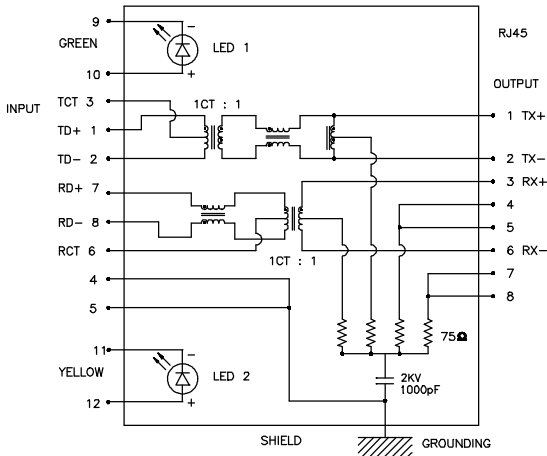 9 −
GREEN LED 1 RJ45
10 +
OUTPUT
INPUT
TCT 3 1CT : 1
1 TX+
TD+ 1
TD− 2 2 TX−
RD+ 7 3 RX+
4
RD− 8 5
RCT 6 6 RX−
1CT : 1
4 7
5 8
75Ω
11 −
YELLOW LED 2 2KV
1000pF
12 +
SHIELD GROUNDING